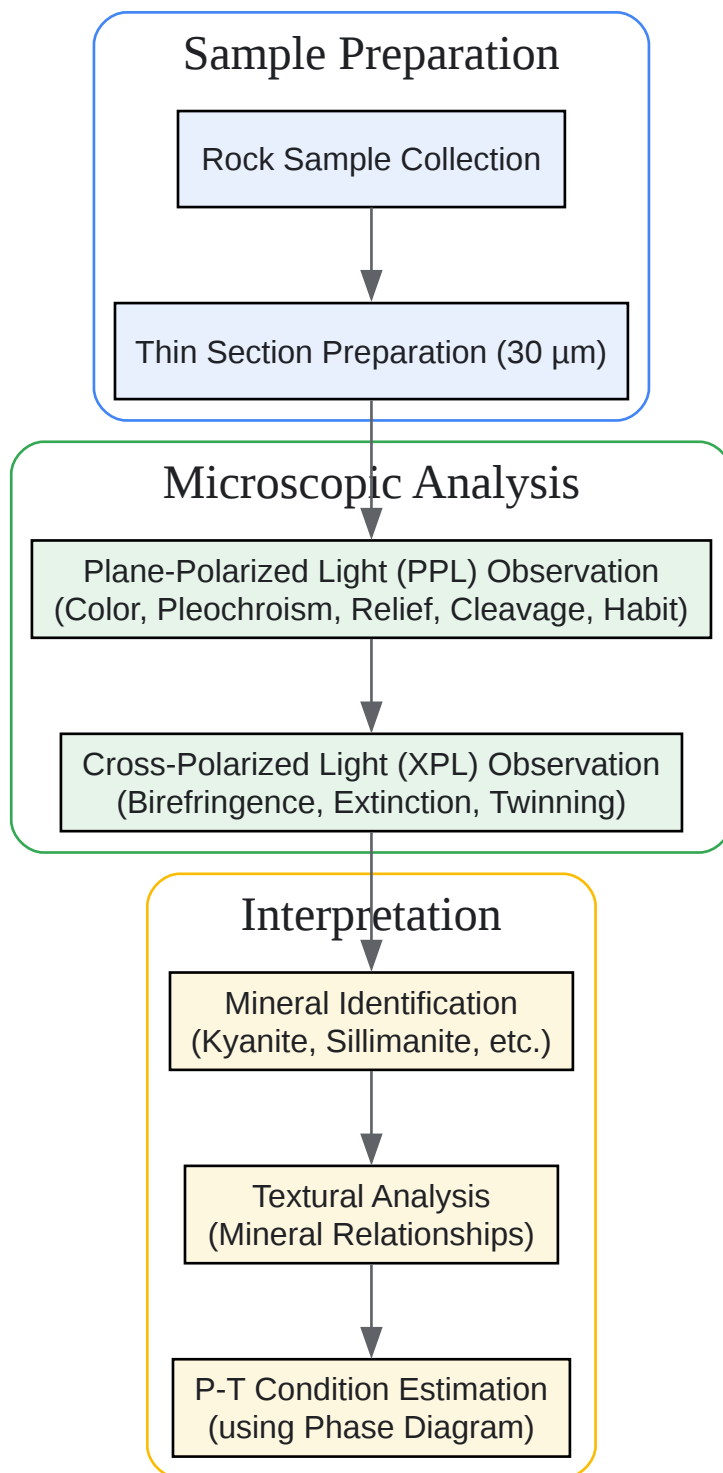 Sample Preparation
Rock Sample Collection
Thin Section Preparation (30 µm)
Microscopic Analysis
Plane-Polarized Light (PPL) Observation
(Color, Pleochroism, Relief, Cleavage, Habit)
Cross-Polarized Light (XPL) Observation
(Birefringence, Extinction, Twinning)
Interpretation
Mineral Identification
(Kyanite, Sillimanite, etc.)
Textural Analysis
(Mineral Relationships)
P-T Condition Estimation
(using Phase Diagram)